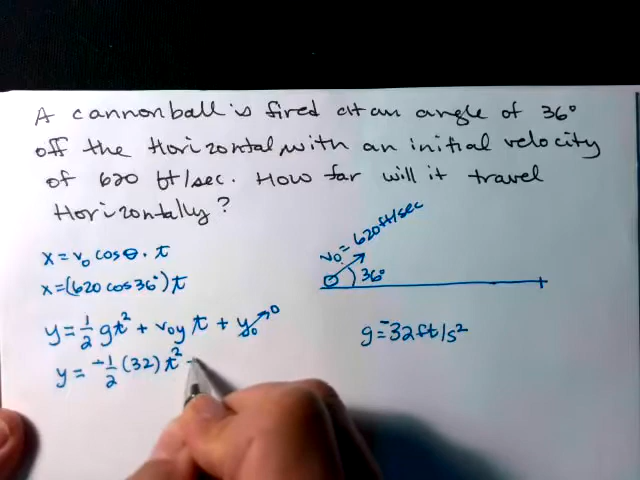 A cannonball is fired at an angle of 36°
off the Horizontal with an initial velocity
of 620 ft/sec. How far will it travel
Horizontally?
x = v₀ cosθ · t
x = (620 cos 36°) t
y = 1/2 gt² + v₀y t + y₀ → 0
y = -1/2 (32) t² -
v₀ = 620 ft/sec
36°
g = -32 ft/s²